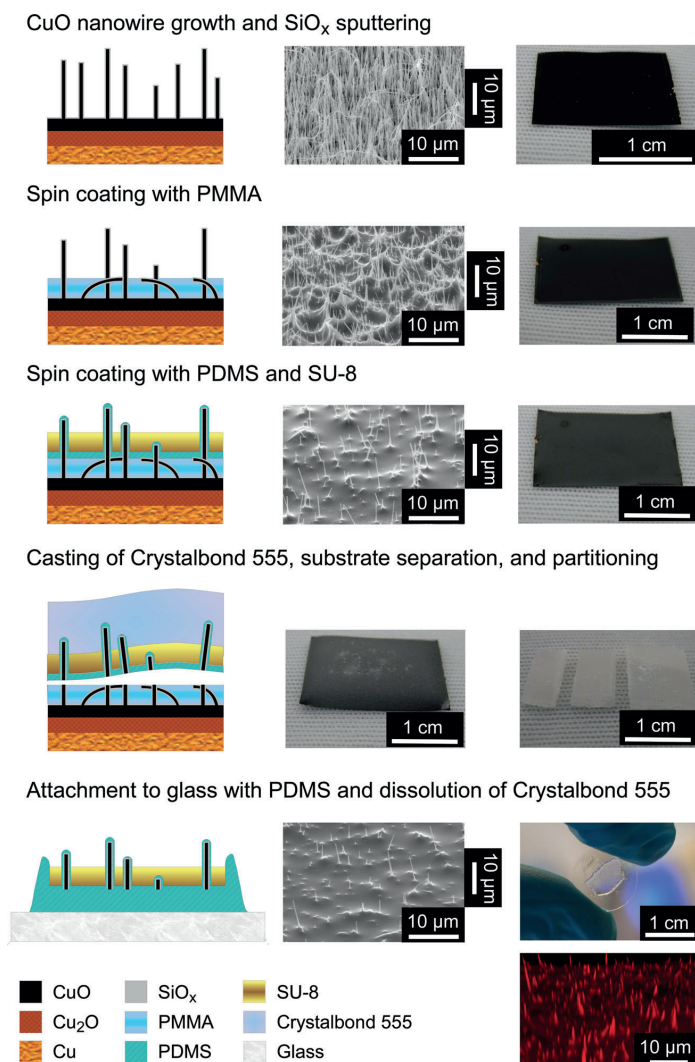 CuO nanowire growth and SiOₓ sputtering
10 µm
10 µm
1 cm
Spin coating with PMMA
10 µm
10 µm
1 cm
Spin coating with PDMS and SU-8
10 µm
10 µm
1 cm
Casting of Crystalbond 555, substrate separation, and partitioning
1 cm
1 cm
Attachment to glass with PDMS and dissolution of Crystalbond 555
10 µm
10 µm
1 cm
CuO
SiOₓ
SU-8
Cu₂O
PMMA
Crystalbond 555
Cu
PDMS
Glass
10 µm